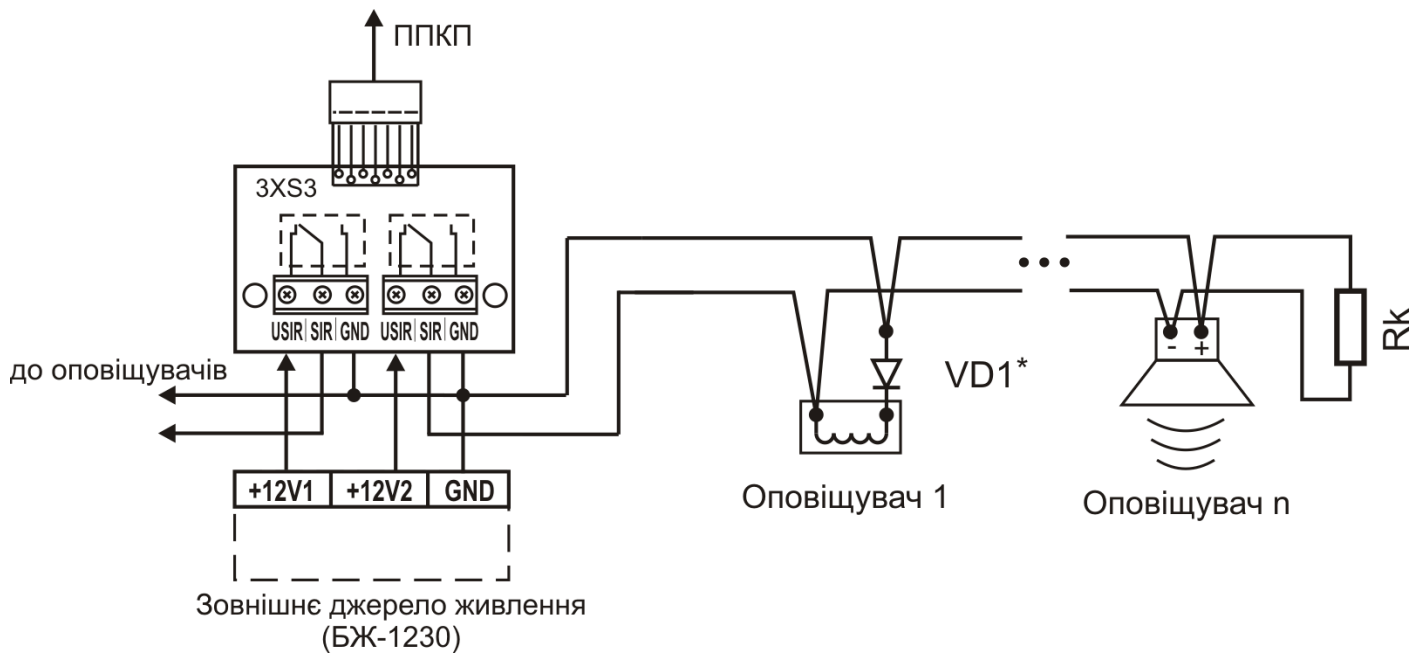 ППКП
3XS3
USIR SIR GND USIR SIR GND
до оповіщувачів
VD1*
- +
Rk
+12V1 +12V2 GND
Оповіщувач 1
Оповіщувач n
Зовнішнє джерело живлення
(БЖ-1230)